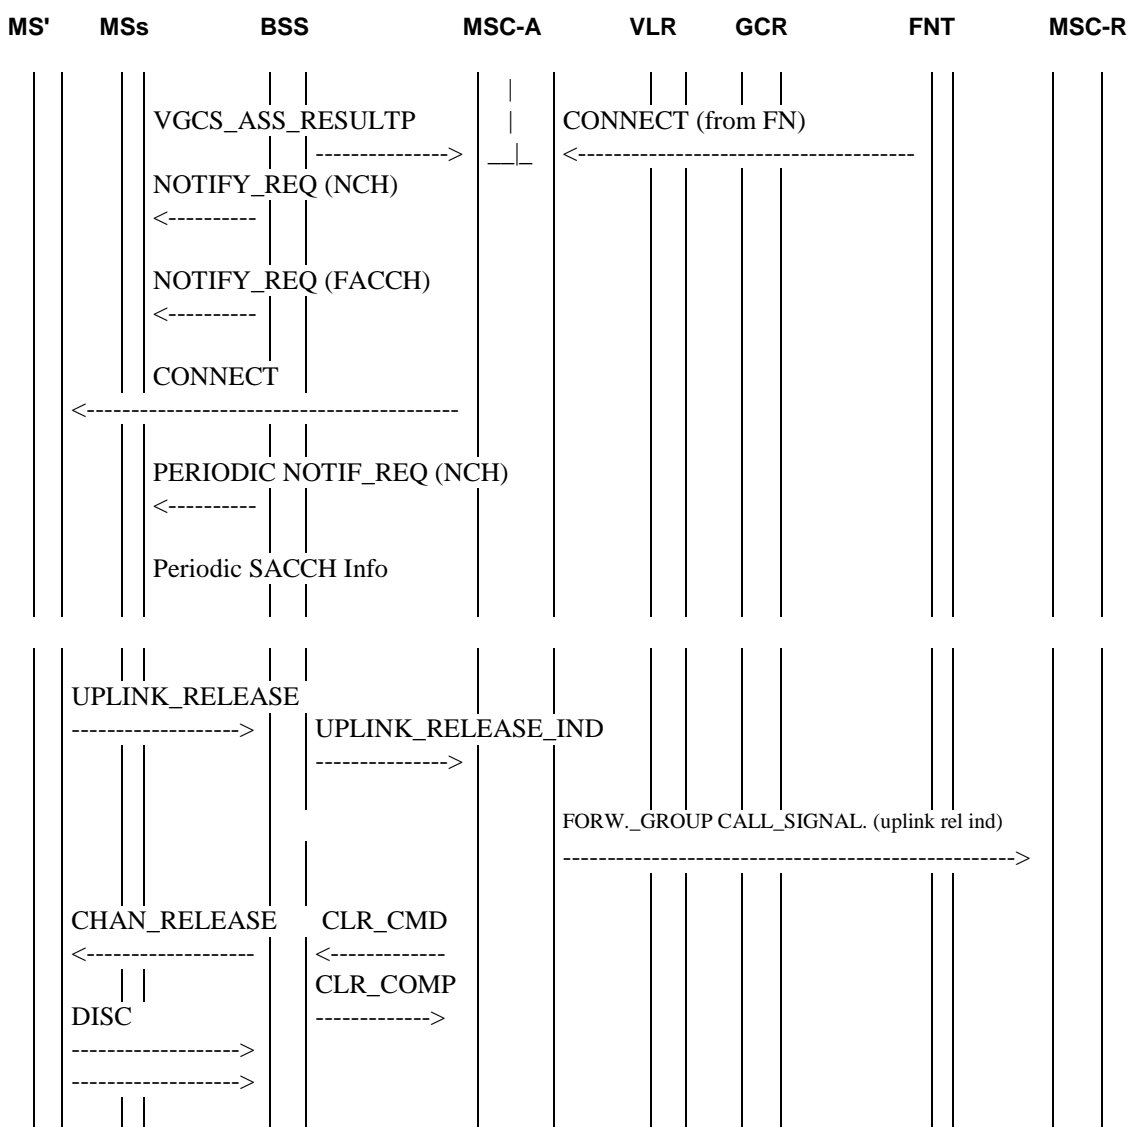 MS' MSs BSS MSC-A VLR GCR FNT MSC-R
VGCS_ASS_RESULTP CONNECT (from FN)
---------------> __|_ <--------------------------------------
NOTIFY_REQ (NCH)
<----------
NOTIFY_REQ (FACCH)
<----------
CONNECT
<------------------------------------------
PERIODIC NOTIF_REQ (NCH)
<----------
Periodic SACCH Info
UPLINK_RELEASE
-------------------> UPLINK_RELEASE_IND
--------------->
FORW._GROUP CALL_SIGNAL. (uplink rel ind)
--------------------------------------------------->
CHAN_RELEASE CLR_CMD
<------------------- <-------------
CLR_COMP
DISC ------------->
------------------->
------------------->